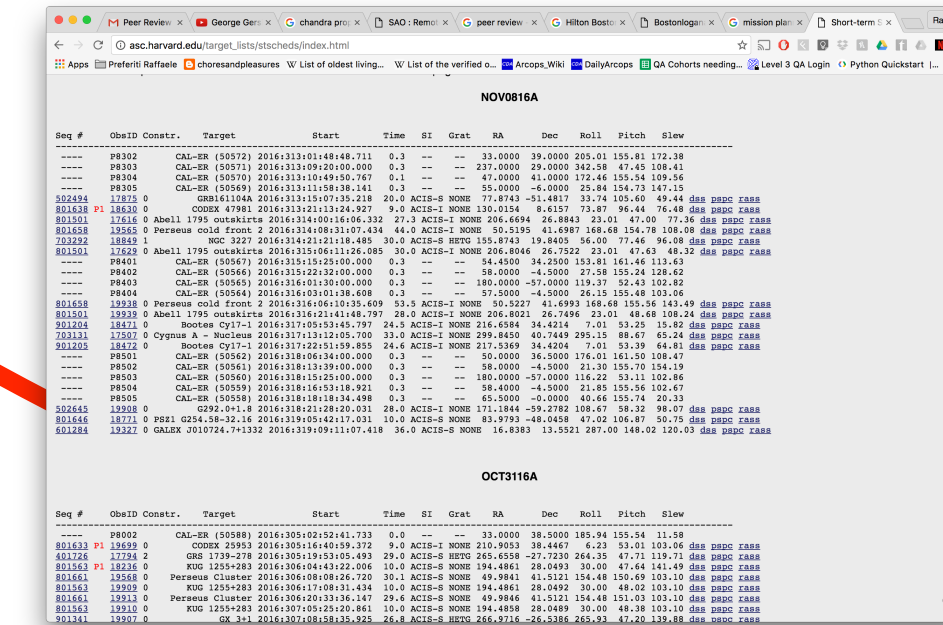 Peer Review × George Gers × chandra prop × SAO : Remot × peer review × Hilton Bosto × Bostonlogan × mission plan × Short-term S × Ra
asc.harvard.edu/target_lists/stscheds/index.html
Apps Preferiti Raffaele choresandpleasures List of oldest living... List of the verified o... Arcops_Wiki DailyArcops QA Cohorts needing... Level 3 QA Login Python Quickstart |...
NOV0816A
Seq # ObsID Constr. Target Start Time SI Grat RA Dec Roll Pitch Slew
---- P8302 CAL-ER (50572) 2016:313:01:48:48.711 0.3 -- -- 33.0000 39.0000 205.01 155.81 172.38
---- P8303 CAL-ER (50571) 2016:313:09:20:00.000 0.3 -- -- 237.0000 29.0000 342.58 47.45 108.41
---- P8304 CAL-ER (50570) 2016:313:10:49:50.767 0.1 -- -- 47.0000 41.0000 172.46 155.54 109.56
---- P8305 CAL-ER (50569) 2016:313:11:58:38.141 0.3 -- -- 55.0000 -6.0000 25.84 154.73 147.15
502494 17875 0 GRB161104A 2016:313:15:07:35.218 20.0 ACIS-S NONE 77.8743 -51.4817 33.74 105.60 49.44 dss pspc rass
801638 P1 18630 0 CODEX 47981 2016:313:21:13:24.927 9.0 ACIS-I NONE 130.0154 8.6157 73.87 96.44 76.48 dss pspc rass
801501 17616 0 Abell 1795 outskirts 2016:314:00:16:06.332 27.3 ACIS-I NONE 206.6694 26.8843 23.01 47.00 77.36 dss pspc rass
801658 19565 0 Perseus cold front 2 2016:314:08:31:07.434 44.0 ACIS-I NONE 50.5195 41.6987 168.68 154.78 108.08 dss pspc rass
703292 18849 1 NGC 3227 2016:314:21:21:18.485 30.0 ACIS-S HETG 155.8743 19.8405 56.00 77.46 96.08 dss pspc rass
801501 17629 0 Abell 1795 outskirts 2016:315:06:11:26.085 30.0 ACIS-I NONE 206.8046 26.7522 23.01 47.63 48.32 dss pspc rass
---- P8401 CAL-ER (50567) 2016:315:15:25:00.000 0.3 -- -- 54.4500 34.2500 153.81 161.46 113.63
---- P8402 CAL-ER (50566) 2016:315:22:32:00.000 0.3 -- -- 58.0000 -4.5000 27.58 155.24 128.62
---- P8403 CAL-ER (50565) 2016:316:01:30:00.000 0.3 -- -- 180.0000 -57.0000 119.37 52.43 102.82
---- P8404 CAL-ER (50564) 2016:316:03:01:38.608 0.3 -- -- 57.5000 -4.5000 26.15 155.48 103.06
801658 19938 0 Perseus cold front 2 2016:316:06:10:35.609 53.5 ACIS-I NONE 50.5227 41.6993 168.68 155.56 143.49 dss pspc rass
801501 19939 0 Abell 1795 outskirts 2016:316:21:41:48.797 28.0 ACIS-I NONE 206.8021 26.7496 23.01 48.68 108.24 dss pspc rass
901204 18471 0 Bootes Cy17-1 2016:317:05:53:45.797 24.5 ACIS-I NONE 216.6584 34.4214 7.01 53.25 15.82 dss pspc rass
703131 17507 0 Cygnus A - Nucleus 2016:317:13:12:05.700 33.0 ACIS-I NONE 299.8450 40.7449 295.15 88.67 65.24 dss pspc rass
901205 18472 0 Bootes Cy17-1 2016:317:22:51:59.855 24.6 ACIS-I NONE 217.5369 34.4204 7.01 53.39 64.81 dss pspc rass
---- P8501 CAL-ER (50562) 2016:318:06:34:00.000 0.3 -- -- 50.0000 36.5000 176.01 161.50 108.47
---- P8502 CAL-ER (50561) 2016:318:13:39:00.000 0.3 -- -- 58.0000 -4.5000 21.30 155.70 154.19
---- P8503 CAL-ER (50560) 2016:318:15:25:00.000 0.3 -- -- 180.0000 -57.0000 116.22 53.11 102.86
---- P8504 CAL-ER (50559) 2016:318:16:53:18.921 0.3 -- -- 58.4000 -4.5000 21.85 155.56 102.67
---- P8505 CAL-ER (50558) 2016:318:18:18:34.498 0.3 -- -- 65.5000 -0.0000 40.66 155.74 20.33
502645 19908 0 G292.0+1.8 2016:318:21:28:20.031 28.0 ACIS-I NONE 171.1844 -59.2782 108.67 58.32 98.07 dss pspc rass
801646 18771 0 PSZ1 G254.58-32.16 2016:319:05:42:17.031 10.0 ACIS-I NONE 83.9793 -48.0458 47.02 106.87 50.75 dss pspc rass
601284 19327 0 GALEX J010724.7+1332 2016:319:09:11:07.418 36.0 ACIS-S NONE 16.8383 13.5521 287.00 148.02 120.03 dss pspc rass
OCT3116A
Seq # ObsID Constr. Target Start Time SI Grat RA Dec Roll Pitch Slew
---- P8002 CAL-ER (50588) 2016:305:02:52:41.733 0.0 -- -- 33.0000 38.5000 185.94 155.54 11.58
801633 P1 19699 0 CODEX 25953 2016:305:16:40:59.372 9.0 ACIS-I NONE 210.9053 38.4467 6.23 53.01 103.06 dss pspc rass
401726 17794 2 GRS 1739-278 2016:305:19:53:05.493 29.0 ACIS-S HETG 265.6558 -27.7230 264.35 47.71 119.71 dss pspc rass
801563 P1 18236 0 KUG 1255+283 2016:306:04:43:22.006 10.0 ACIS-I NONE 194.4861 28.0489 30.00 47.64 141.49 dss pspc rass
801661 19568 0 Perseus Cluster 2016:306:08:08:26.720 30.1 ACIS-I NONE 49.9841 41.5121 154.48 150.69 103.10 dss pspc rass
801563 19909 0 KUG 1255+283 2016:306:17:08:31.434 10.0 ACIS-I NONE 194.4861 28.0492 30.00 48.02 103.10 dss pspc rass
801661 19913 0 Perseus Cluster 2016:306:20:33:36.147 29.6 ACIS-I NONE 49.9846 41.5121 154.48 151.03 103.10 dss pspc rass
801563 19910 0 KUG 1255+283 2016:307:05:25:20.861 10.0 ACIS-I NONE 194.4858 28.0489 30.00 48.38 103.10 dss pspc rass
901341 19907 0 GX 3+1 2016:307:08:58:35.925 26.8 ACIS-S HETG 266.9716 -26.5386 265.93 47.20 139.88 dss pspc rass